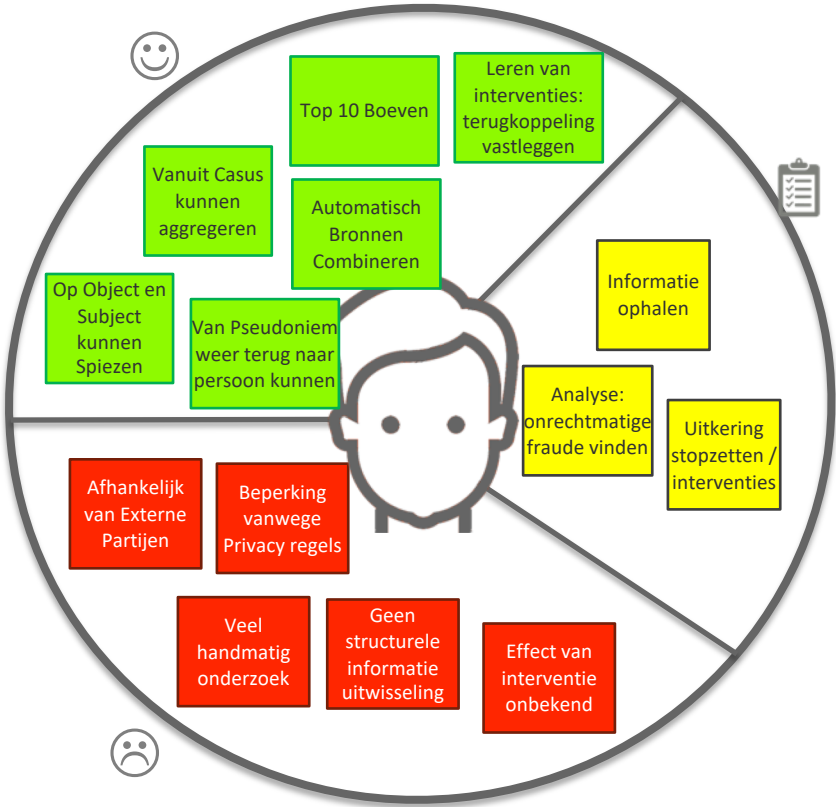 Top 10 Boeven
Leren van
interventies:
terugkoppeling
vastleggen
Vanuit Casus
kunnen
aggregeren
Automatisch
Bronnen
Combineren
Op Object en
Subject
kunnen
Spiezen
Van Pseudoniem
weer terug naar
persoon kunnen
Informatie
ophalen
Analyse:
onrechtmatige
fraude vinden
Uitkering
stopzetten /
interventies
Afhankelijk
van Externe
Partijen
Beperking
vanwege
Privacy regels
Veel
handmatig
onderzoek
Geen
structurele
informatie
uitwisseling
Effect van
interventie
onbekend